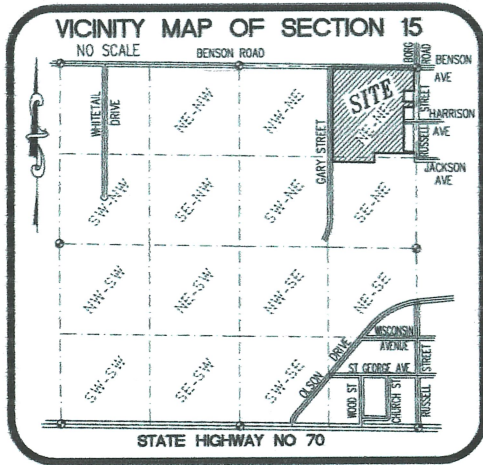 VICINITY MAP OF SECTION 15
NO SCALE
BENSON ROAD
BORG ROAD
BENSON AVE
WHITETAIL DRIVE
NE-NW
NW-NE
SITE
NE-NE
GARY STREET
RUSSELL STREET
HARRISON AVE
JACKSON AVE
SW-NW
SE-NW
SW-NE
SE-NE
NW-SW
NE-SW
NW-SE
NE-SE
WISCONSIN AVENUE
OLSON DRIVE
ST GEORGE AVE
RUSSELL STREET
SW-SW
SE-SW
SW-SE
WOOD ST
CHURCH ST
STATE HIGHWAY NO 70